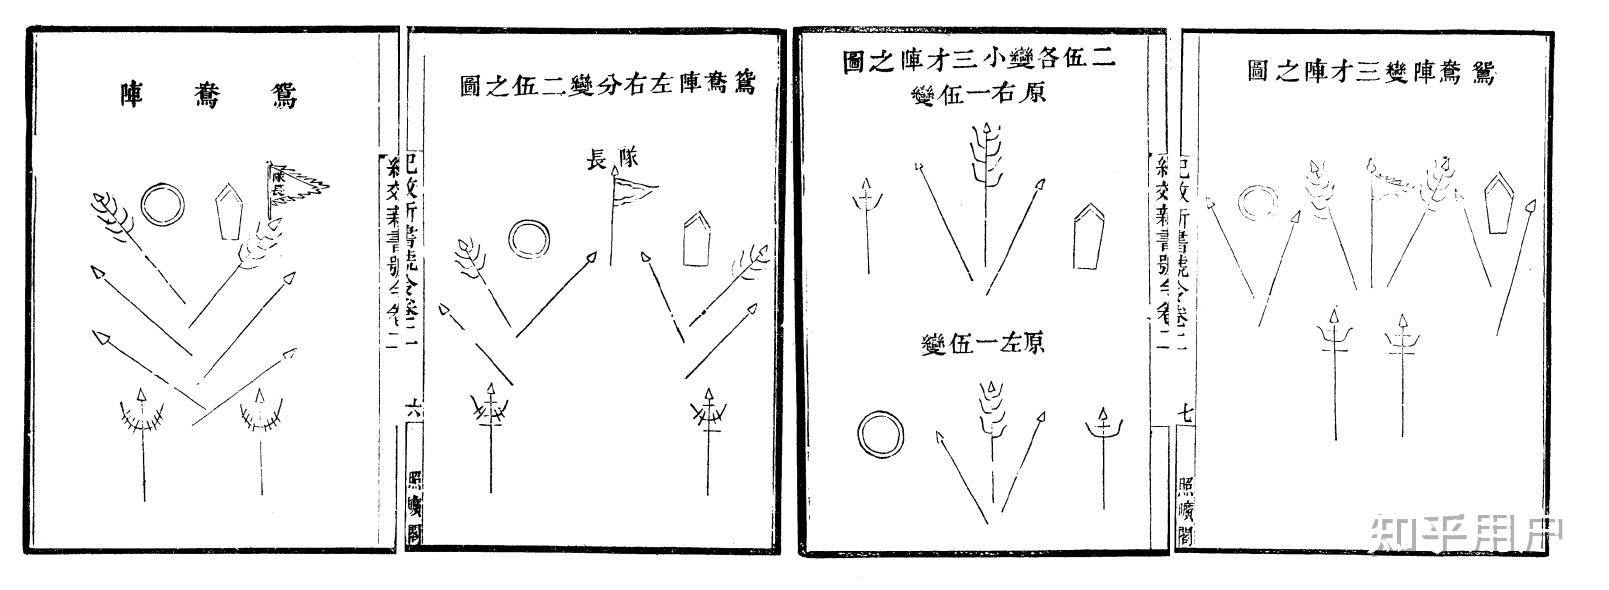 鴛鴦陣
隊長
紀效新書號令卷二
六
照曠閣
鴛鴦陣左右分變二伍之圖
隊長
二伍各變小三才陣之圖
原右一伍變
原左一伍變
紀效新書號令卷二
七
照曠閣
鴛鴦陣變三才陣之圖
知乎用户